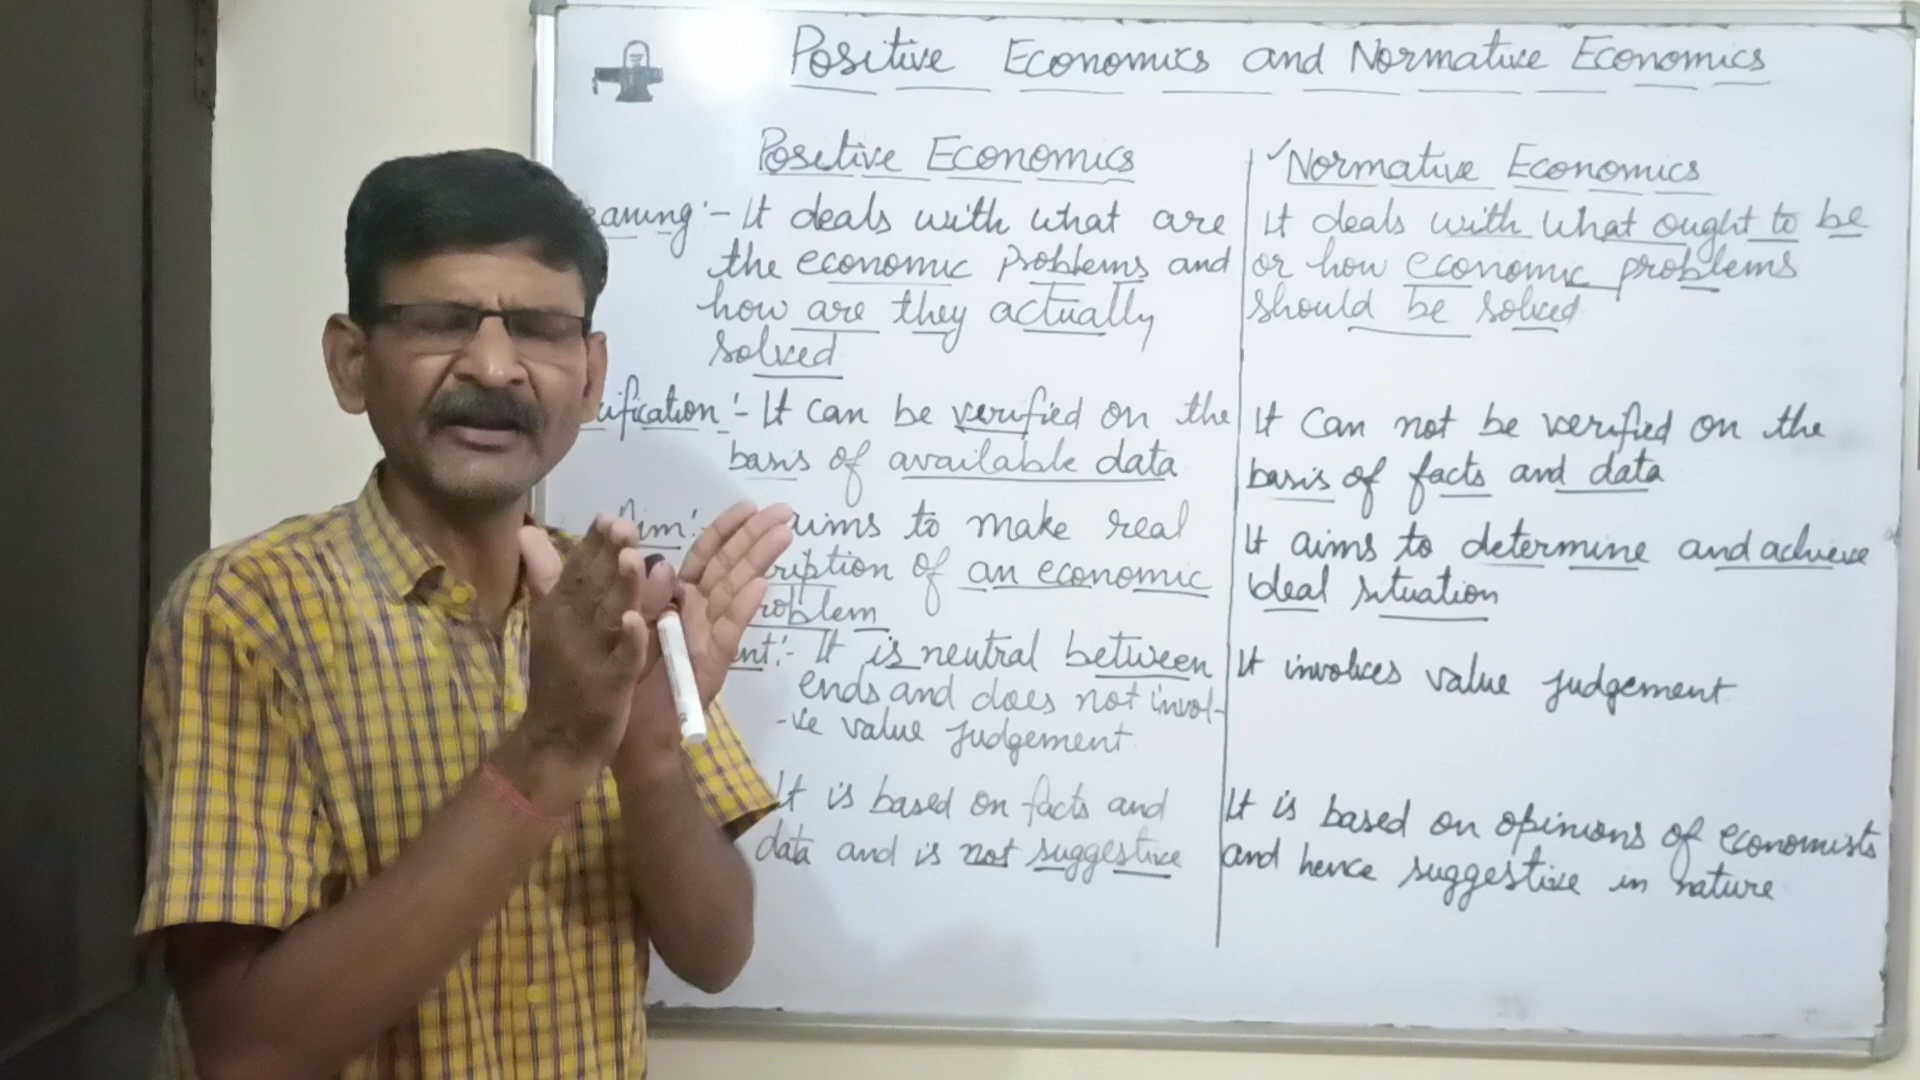 Positive Economics and Normative Economics
Positive Economics
It deals with what are
the economic problems and
how are they actually
solved
It can be verified on the
basis of available data
aims to make real
of an economic
It is neutral between
ends and does not invol-
-ve value judgement.
It is based on facts and
data and is not suggestive
Normative Economics
It deals with what ought to be
or how economic problems
should be solved
It can not be verified on the
basis of facts and data
It aims to determine and achieve
ideal situation
It involves value judgement
It is based on opinions of economists
and hence suggestive in nature